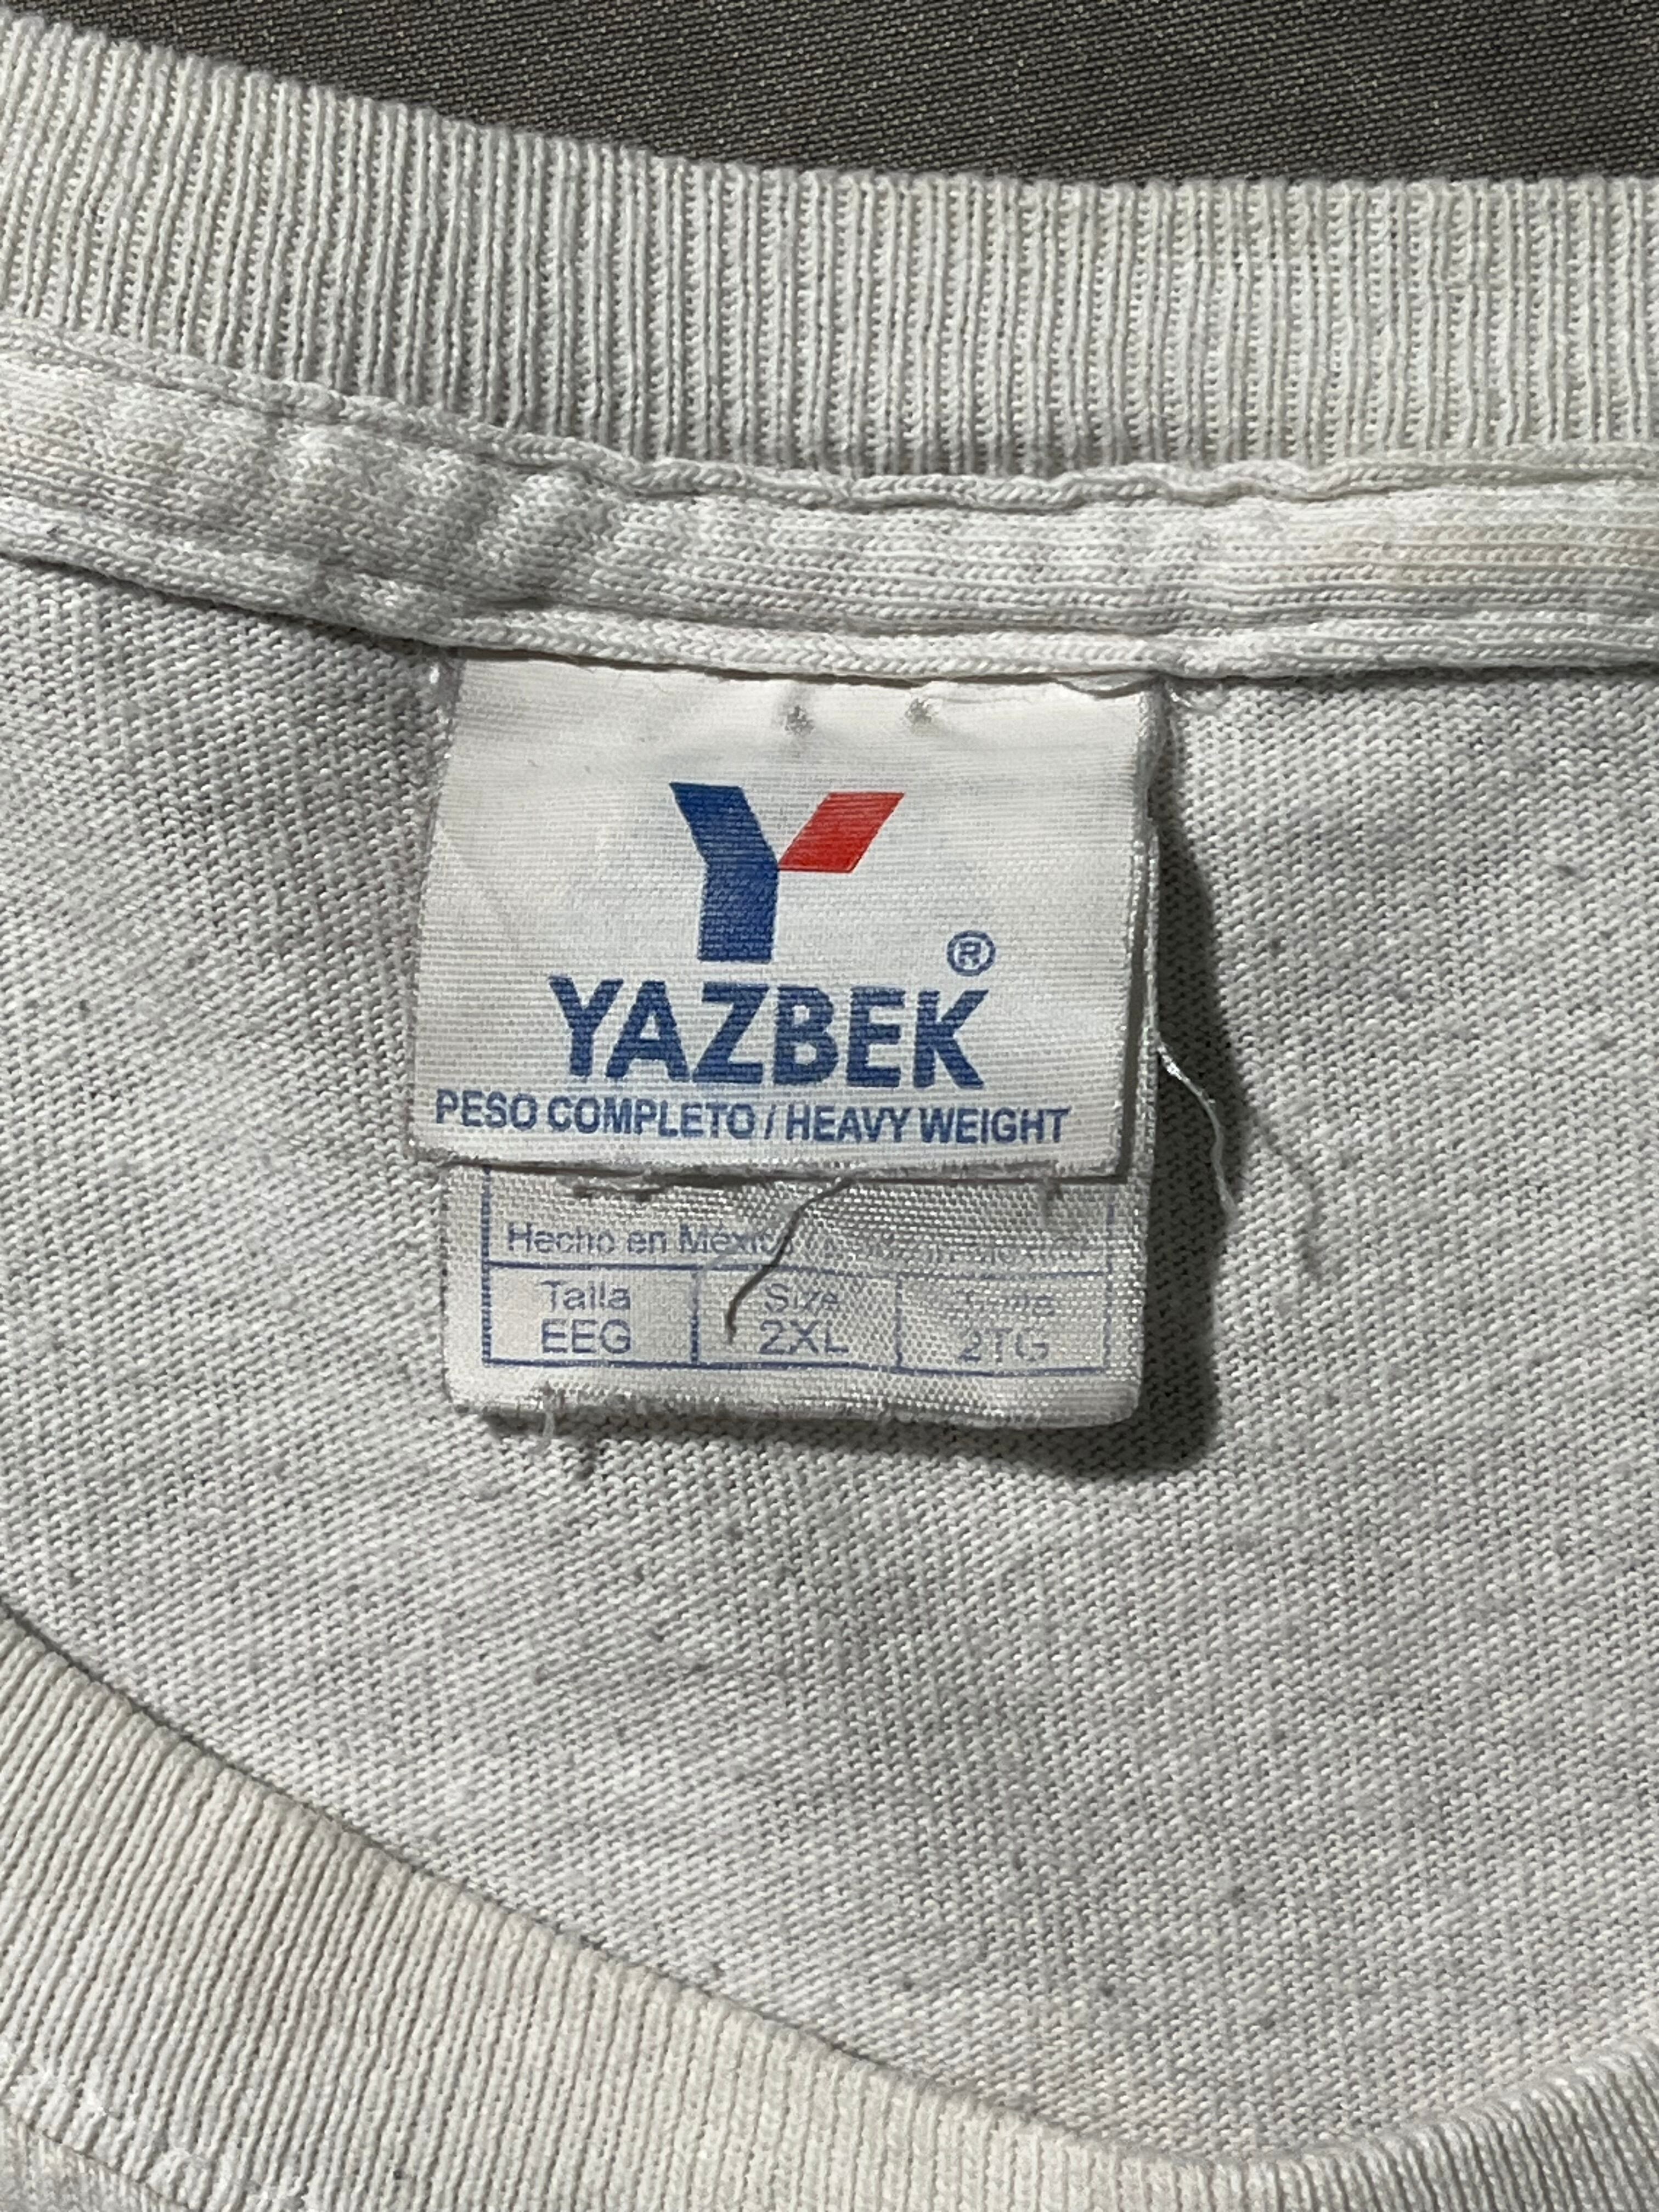 Y
®
YAZBEK
PESO COMPLETO / HEAVY WEIGHT
Hecho en México
Talla Size
EEG 2XL 2TG